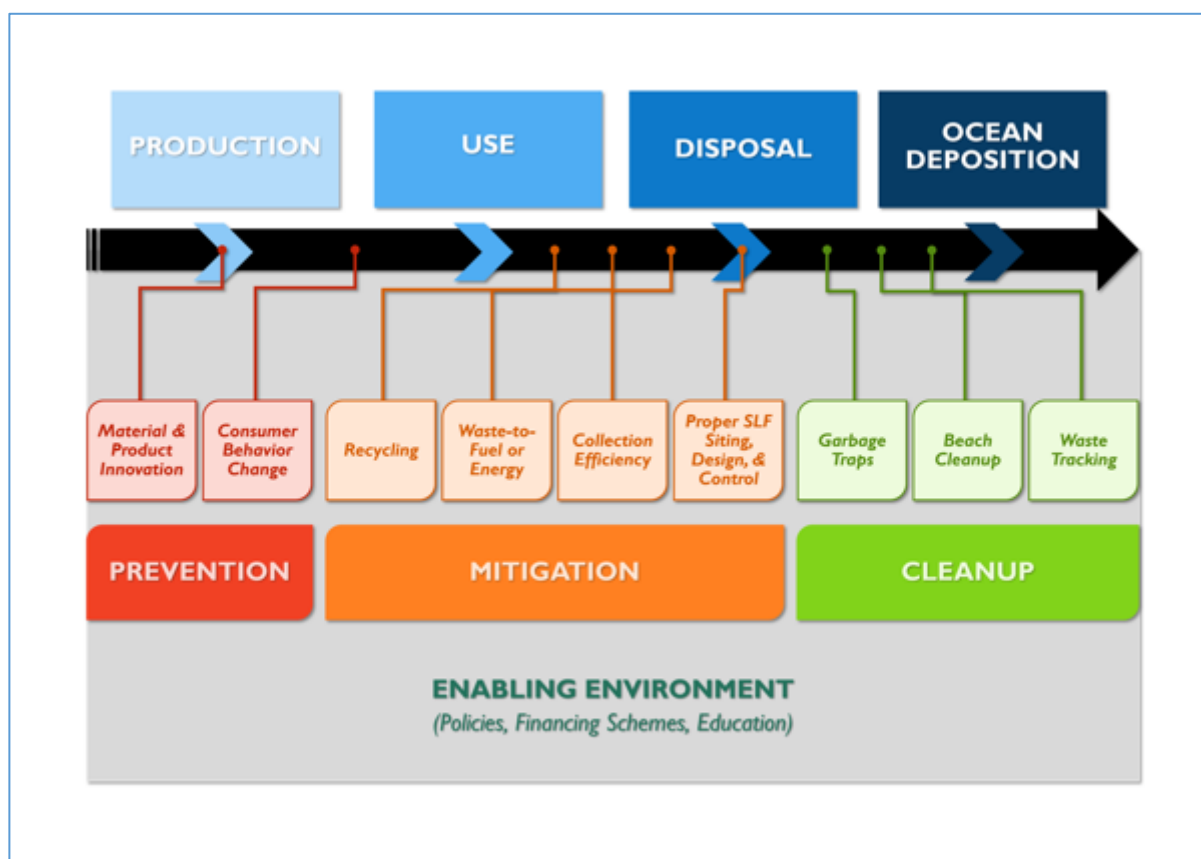 PRODUCTION
USE
DISPOSAL
OCEAN
DEPOSITION
Material &
Product
Innovation
Consumer
Behavior
Change
Recycling
Waste-to-
Fuel or
Energy
Collection
Efficiency
Proper SLF
Siting,
Design, &
Control
Garbage
Traps
Beach
Cleanup
Waste
Tracking
PREVENTION
MITIGATION
CLEANUP
ENABLING ENVIRONMENT
(Policies, Financing Schemes, Education)